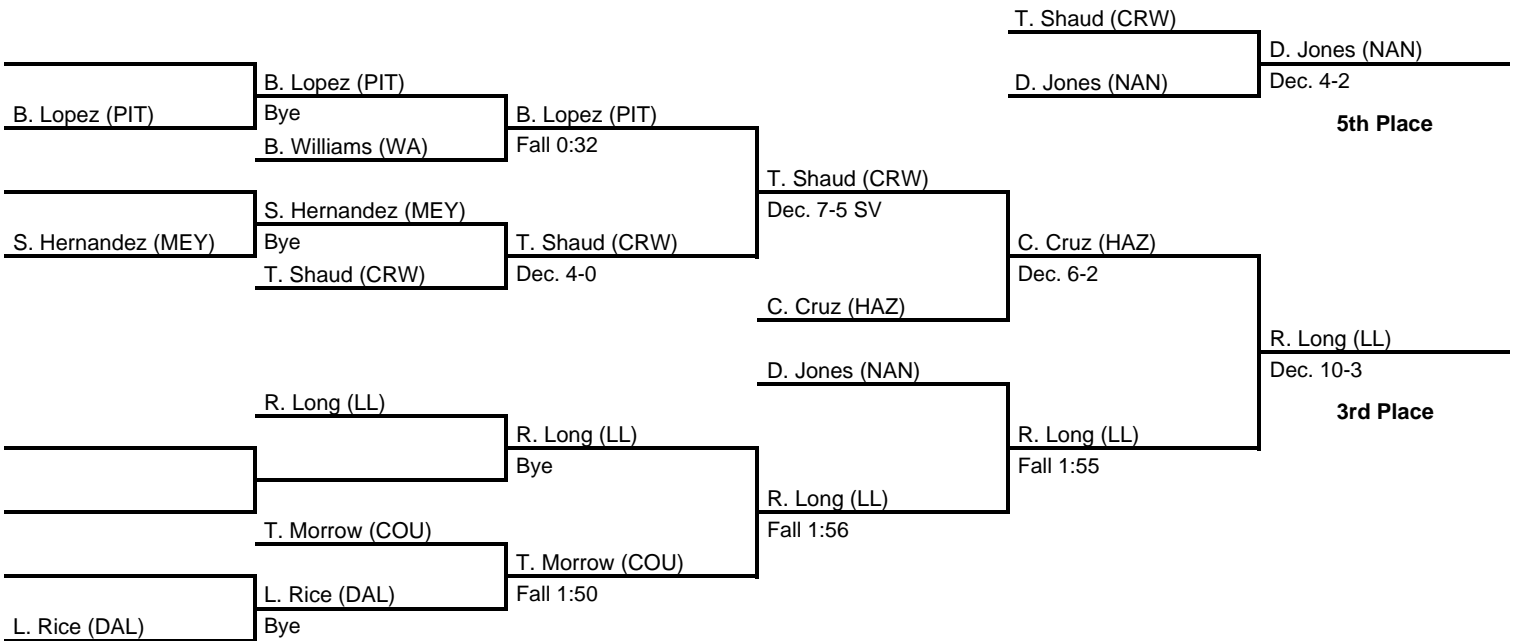 T. Shaud (CRW)
D. Jones (NAN)
D. Jones (NAN)
Dec. 4-2
5th Place
B. Lopez (PIT)
B. Lopez (PIT)
Bye
B. Williams (WA)
B. Lopez (PIT)
Fall 0:32
S. Hernandez (MEY)
S. Hernandez (MEY)
Bye
T. Shaud (CRW)
T. Shaud (CRW)
Dec. 4-0
T. Shaud (CRW)
Dec. 7-5 SV
C. Cruz (HAZ)
C. Cruz (HAZ)
Dec. 6-2
R. Long (LL)
Dec. 10-3
3rd Place
D. Jones (NAN)
R. Long (LL)
R. Long (LL)
Bye
R. Long (LL)
Fall 1:55
R. Long (LL)
Fall 1:56
T. Morrow (COU)
T. Morrow (COU)
Fall 1:50
L. Rice (DAL)
L. Rice (DAL)
Bye